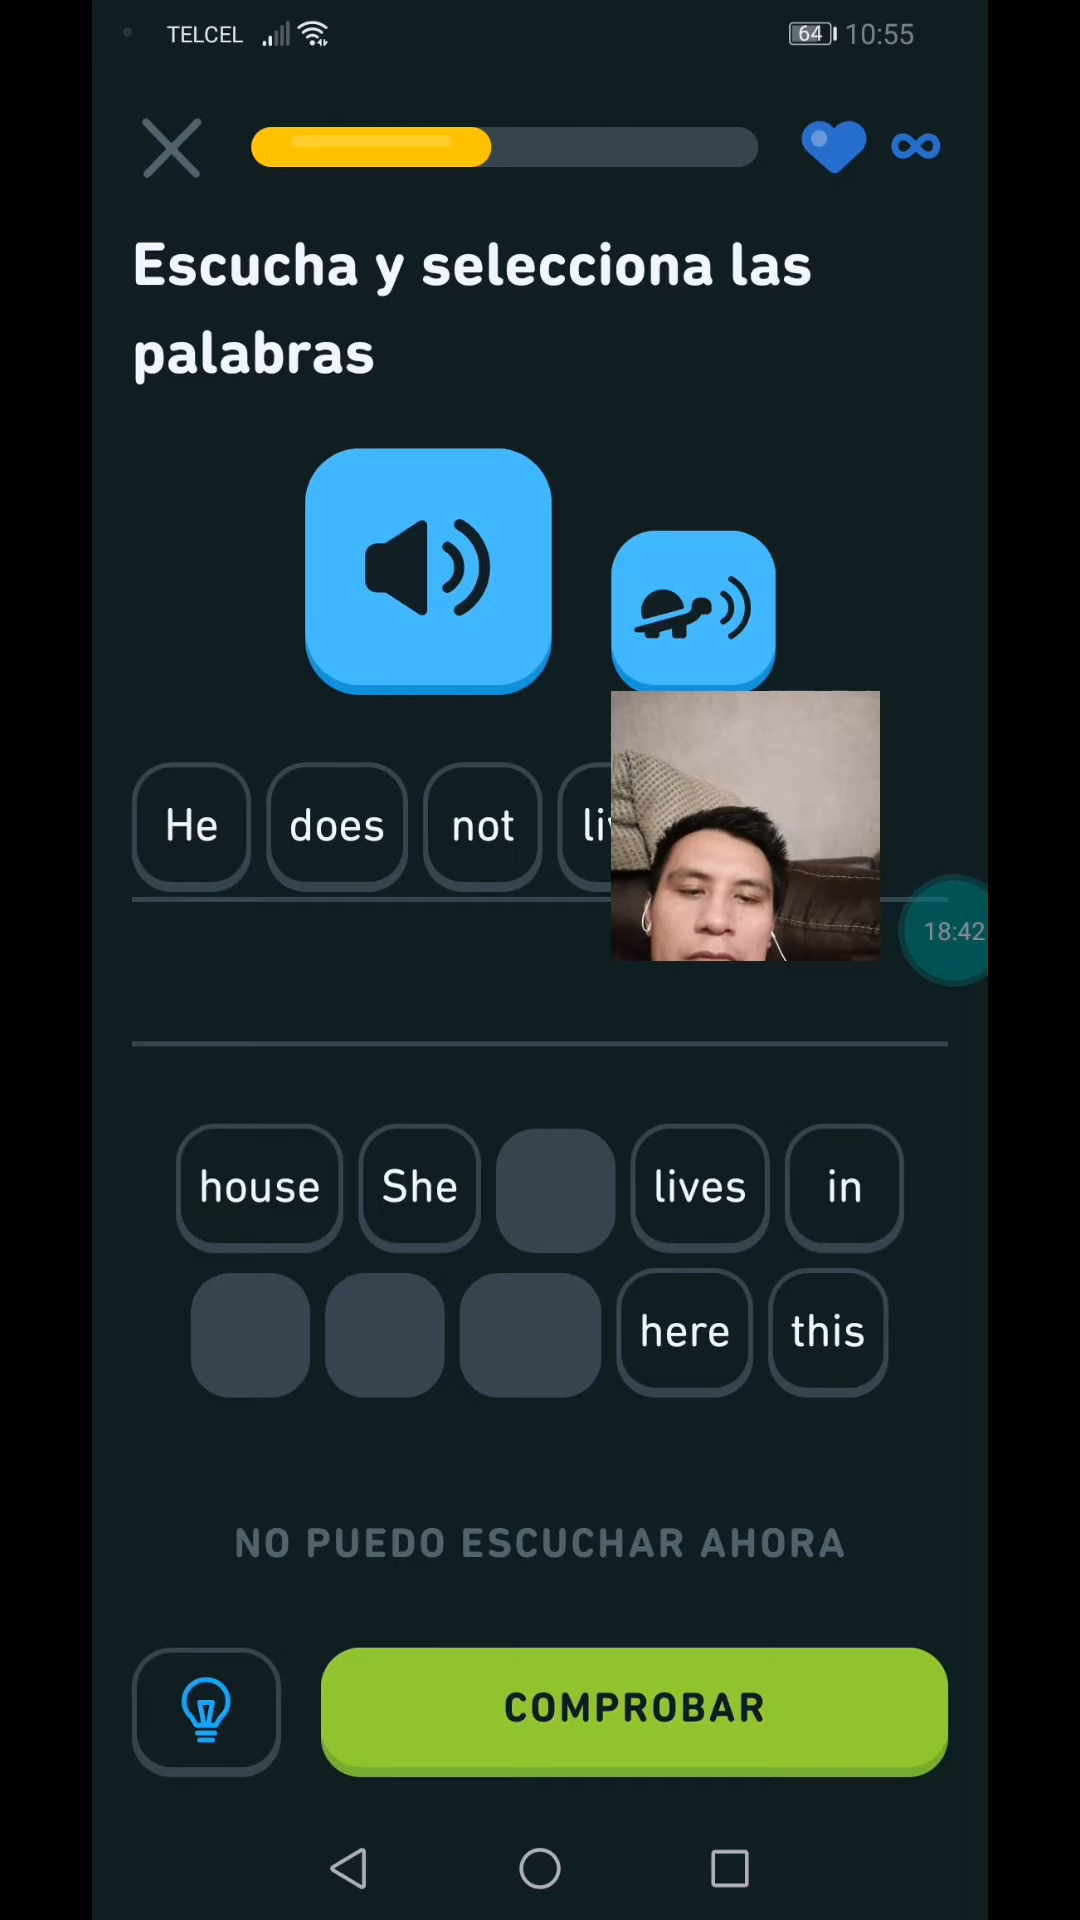 TELCEL 64 10:55
Escucha y selecciona las
palabras
He does not
18:42
house She lives in
here this
NO PUEDO ESCUCHAR AHORA
COMPROBAR